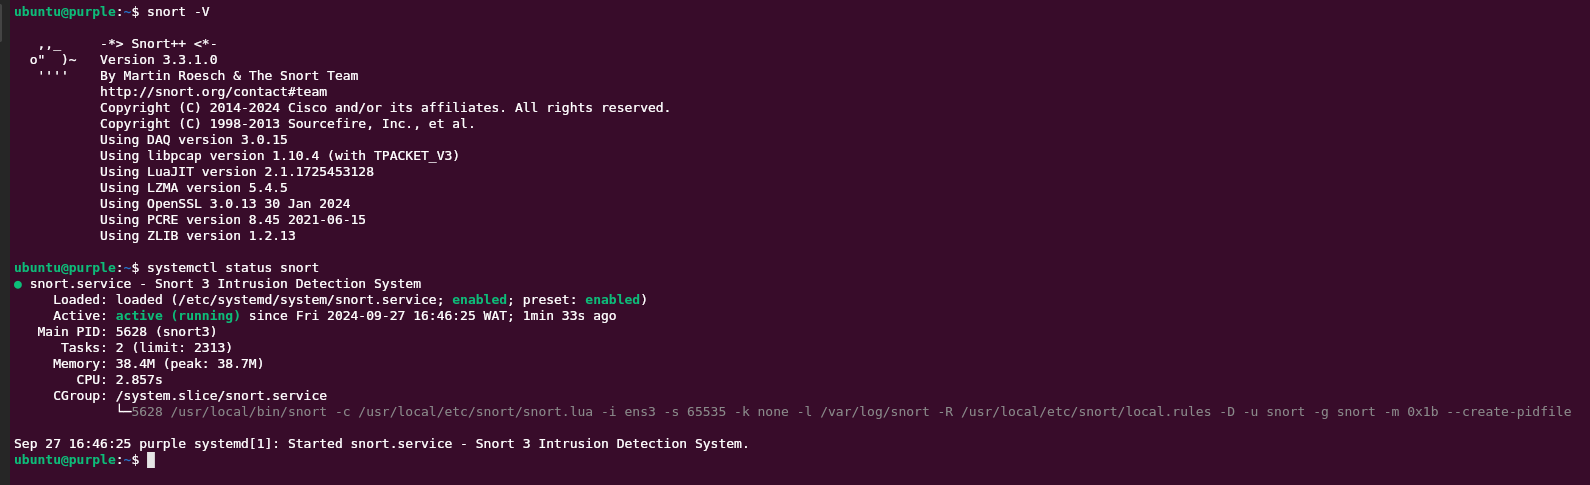 ubuntu@purple:~$ snort -V
   ,,_     -*> Snort++ <*-
  o"  )~   Version 3.3.1.0
   ''''    By Martin Roesch & The Snort Team
           http://snort.org/contact#team
           Copyright (C) 2014-2024 Cisco and/or its affiliates. All rights reserved.
           Copyright (C) 1998-2013 Sourcefire, Inc., et al.
           Using DAQ version 3.0.15
           Using libpcap version 1.10.4 (with TPACKET_V3)
           Using LuaJIT version 2.1.1725453128
           Using LZMA version 5.4.5
           Using OpenSSL 3.0.13 30 Jan 2024
           Using PCRE version 8.45 2021-06-15
           Using ZLIB version 1.2.13
ubuntu@purple:~$ systemctl status snort
● snort.service - Snort 3 Intrusion Detection System
     Loaded: loaded (/etc/systemd/system/snort.service; enabled; preset: enabled)
     Active: active (running) since Fri 2024-09-27 16:46:25 WAT; 1min 33s ago
   Main PID: 5628 (snort3)
      Tasks: 2 (limit: 2313)
     Memory: 38.4M (peak: 38.7M)
        CPU: 2.857s
     CGroup: /system.slice/snort.service
             └─5628 /usr/local/bin/snort -c /usr/local/etc/snort/snort.lua -i ens3 -s 65535 -k none -l /var/log/snort -R /usr/local/etc/snort/local.rules -D -u snort -g snort -m 0x1b --create-pidfile
Sep 27 16:46:25 purple systemd[1]: Started snort.service - Snort 3 Intrusion Detection System.
ubuntu@purple:~$